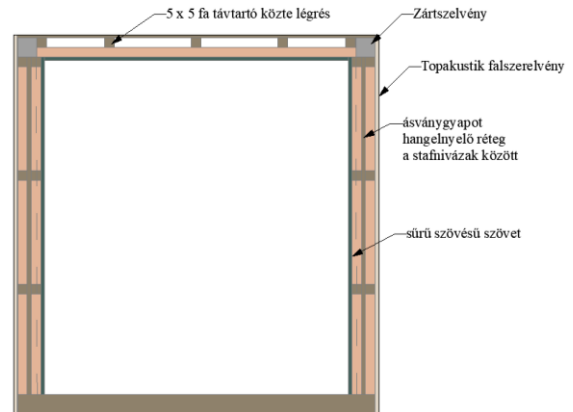 5 x 5 fa távtartó közte légrés
Zártszelvény
Topakustik falszerelvény
ásványgyapot
hangelnyelő réteg
a stafnivázak között
sűrű szövésű szövet